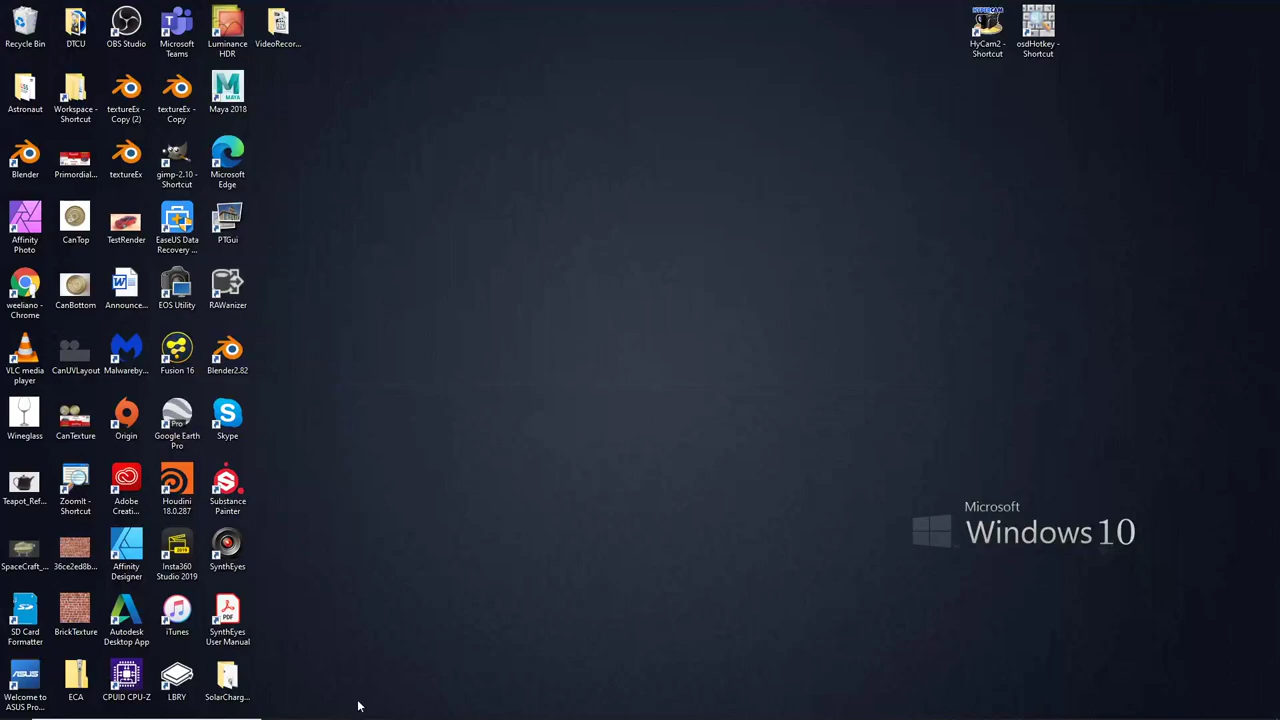 Recycle Bin
DTCU
OBS Studio
Microsoft
Teams
Luminance
HDR
VideoRecor...
HyCam2 -
Shortcut
osdHotkey -
Shortcut
Astronaut
Workspace -
Shortcut
textureEx -
Copy (2)
textureEx -
Copy
Maya 2018
Blender
Primordial...
textureEx
gimp-2.10 -
Shortcut
Microsoft
Edge
Affinity
Photo
CanTop
TestRender
EaseUS Data
Recovery ...
PTGui
weeliano -
Chrome
CanBottom
Announce...
EOS Utility
RAWanizer
VLC media
player
CanUVLayout
Malwareby...
Fusion 16
Blender2.82
Wineglass
CanTexture
Origin
Google Earth
Pro
Skype
Teapot_Ref...
ZoomIt -
Shortcut
Adobe
Creati...
Houdini
18.0.287
Substance
Painter
SpaceCraft_...
36ce2ed8b...
Affinity
Designer
Insta360
Studio 2019
SynthEyes
SD Card
Formatter
BrickTexture
Autodesk
Desktop App
iTunes
SynthEyes
User Manual
Welcome to
ASUS Pro...
ECA
CPUID CPU-Z
LBRY
SolarCharg...
Microsoft
Windows 10